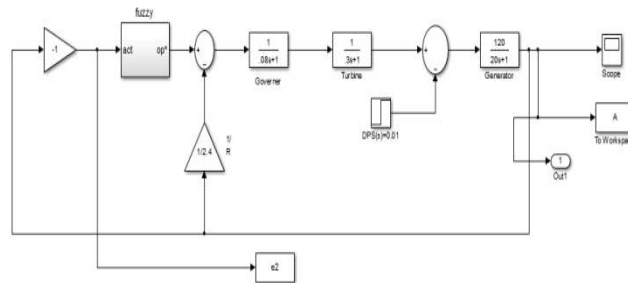 fuzzy
-1
act
op*
1
.08s+1
Governer
1
.3s+1
Turbine
120
20s+1
Generator
Scope
DPS(s)=0.01
A
To Workspac
1
Out1
1/2.4
1/
R
e2